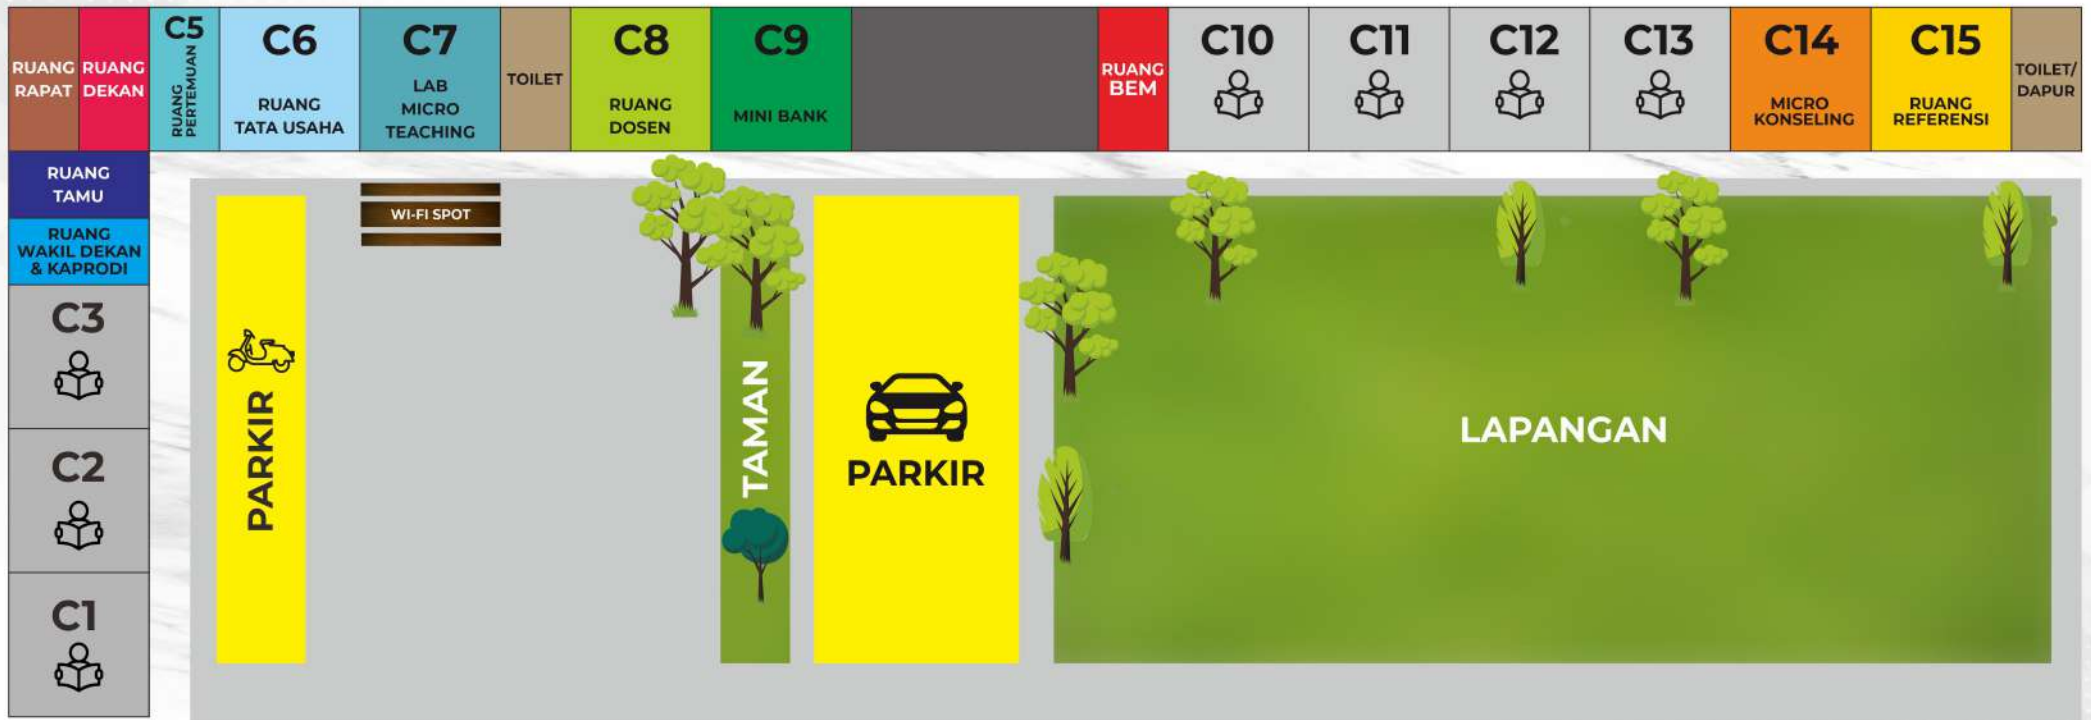 RUANG
RAPAT
RUANG
DEKAN
C5
RUANG
PERTEMUAN
C6
RUANG
TATA USAHA
C7
LAB
MICRO
TEACHING
TOILET
C8
RUANG
DOSEN
C9
MINI BANK
RUANG
BEM
C10
C11
C12
C13
C14
MICRO
KONSELING
C15
RUANG
REFERENSI
TOILET/
DAPUR
RUANG
TAMU
RUANG
WAKIL DEKAN
& KAPRODI
C3
C2
C1
PARKIR
WI-FI SPOT
TAMAN
PARKIR
LAPANGAN